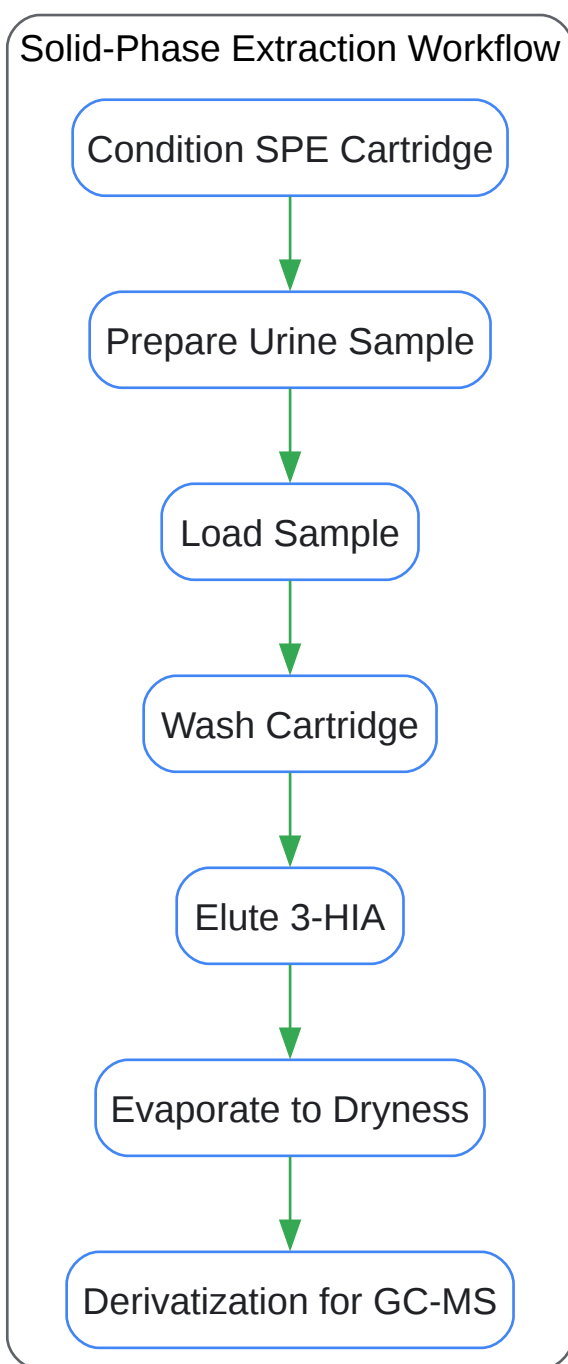 Solid-Phase Extraction Workflow
Condition SPE Cartridge
Prepare Urine Sample
Load Sample
Wash Cartridge
Elute 3-HIA
Evaporate to Dryness
Derivatization for GC-MS